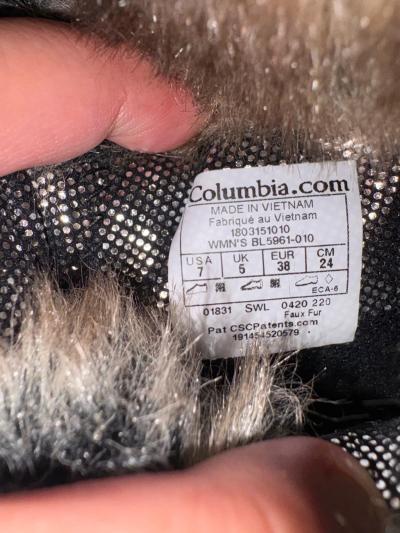 Columbia.com
MADE IN VIETNAM
Fabriqué au Vietnam
1803151010
WMN'S BL5961-010
USA UK EUR CM
7 5 38 24
ECA-6
01831 SWL 0420 220
Faux Fur
Pat CSCPatents.com
191454520579